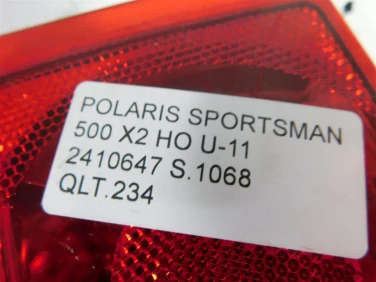 POLARIS SPORTSMAN
500 X2 HO U-11
2410647 S.1068
QLT.234